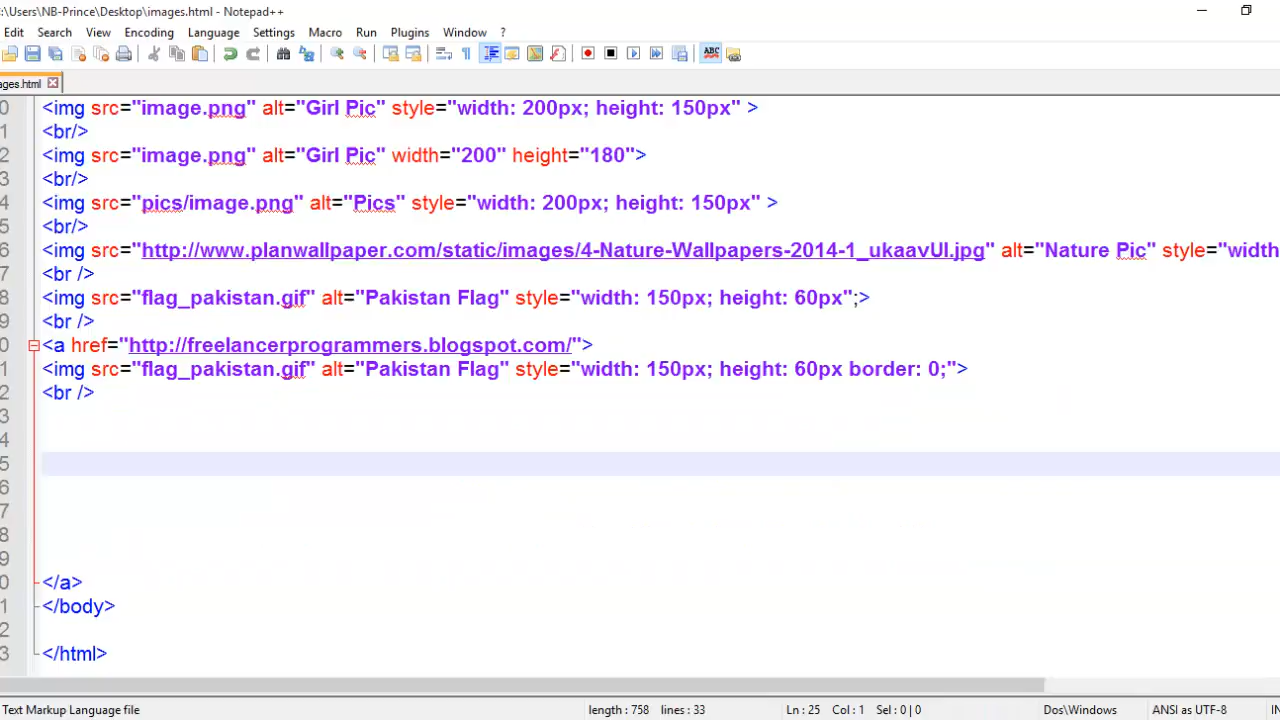 :\Users\NB-Prince\Desktop\images.html - Notepad++
Edit Search View Encoding Language Settings Macro Run Plugins Window ?
ABC
ages.html
0 <img src="image.png" alt="Girl Pic" style="width: 200px; height: 150px" >
1 <br/>
2 <img src="image.png" alt="Girl Pic" width="200" height="180">
3 <br/>
4 <img src="pics/image.png" alt="Pics" style="width: 200px; height: 150px" >
5 <br/>
6 <img src="http://www.planwallpaper.com/static/images/4-Nature-Wallpapers-2014-1_ukaavUI.jpg" alt="Nature Pic" style="width
7 <br />
8 <img src="flag_pakistan.gif" alt="Pakistan Flag" style="width: 150px; height: 60px";>
9 <br />
0 <a href="http://freelancerprogrammers.blogspot.com/">
1 <img src="flag_pakistan.gif" alt="Pakistan Flag" style="width: 150px; height: 60px border: 0;">
2 <br />
3
4
5
6
7
8
9
0 </a>
1 </body>
2
3 </html>
Text Markup Language file length : 758 lines : 33 Ln : 25 Col : 1 Sel : 0 | 0 Dos\Windows ANSI as UTF-8 IN